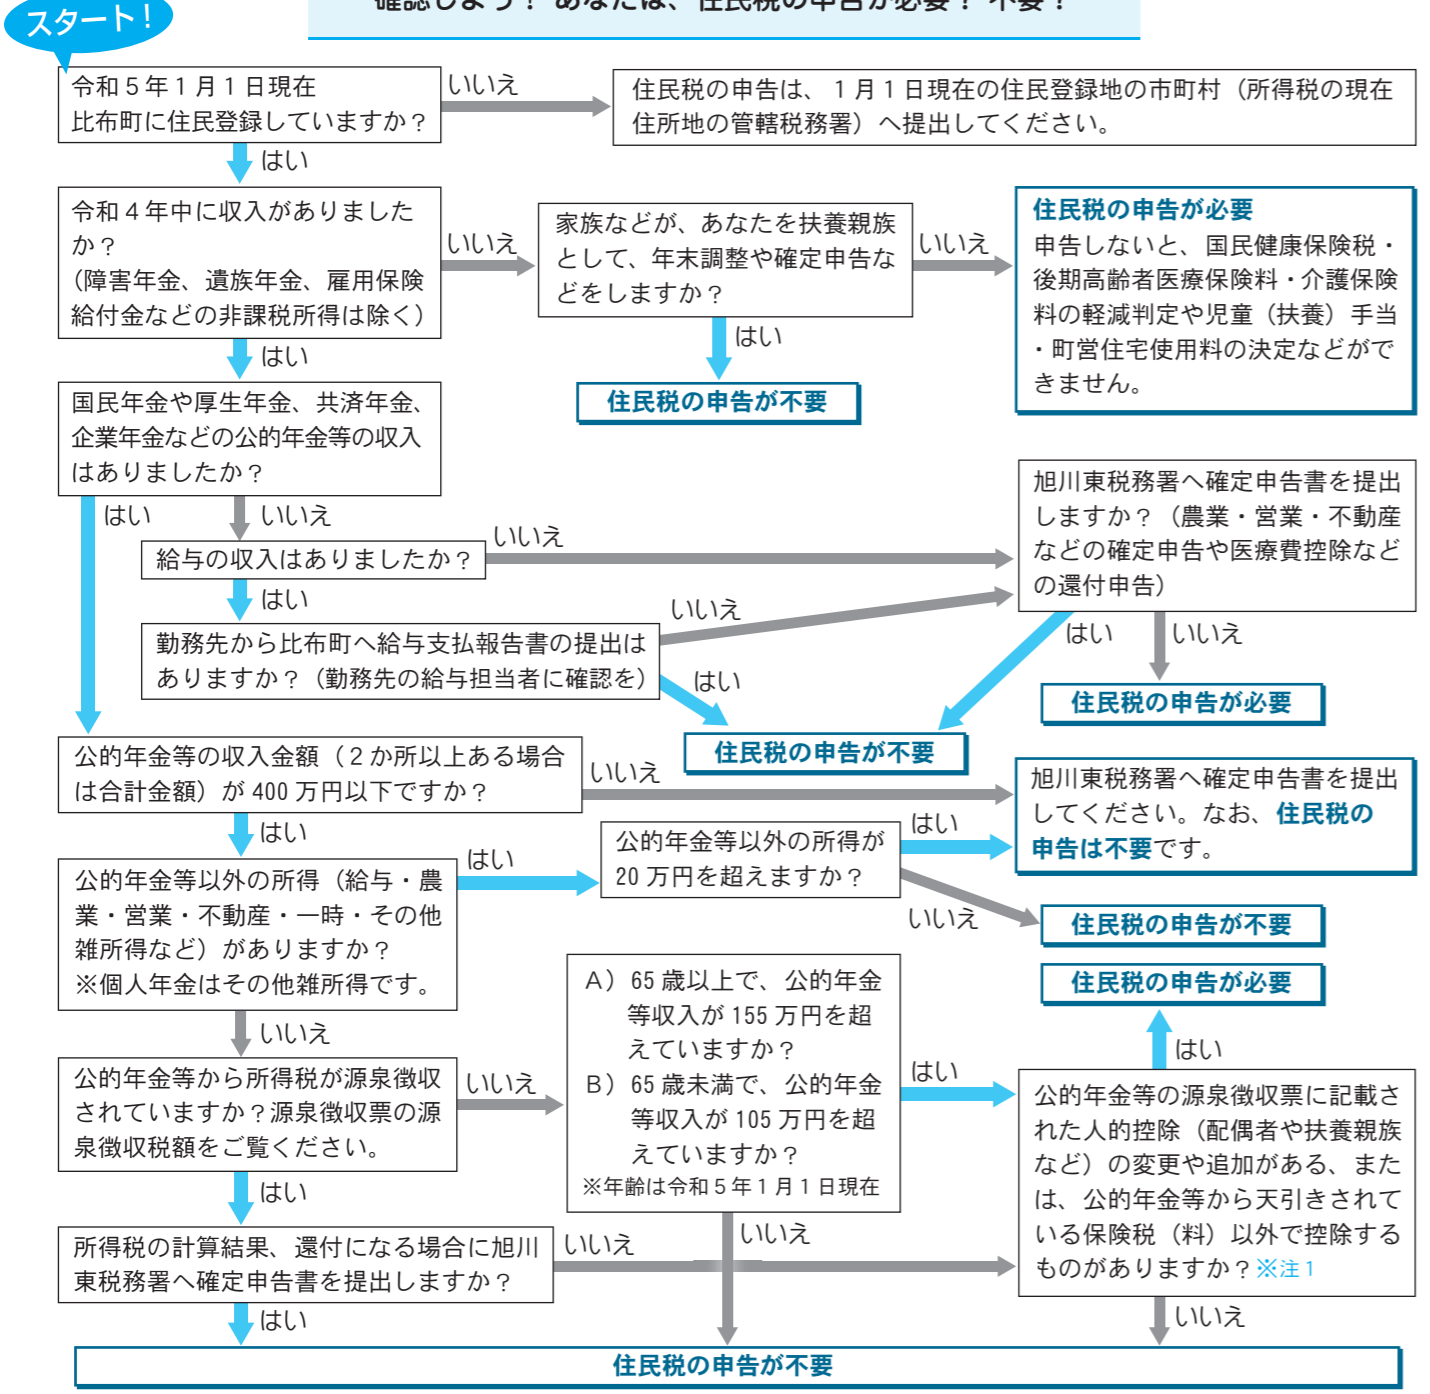 スタート！
確認しよう！ あなたは、住民税の申告が必要？ 不要？
令和５年１月１日現在
比布町に住民登録していますか？
いいえ
住民税の申告は、１月１日現在の住民登録地の市町村（所得税の現在
住所地の管轄税務署）へ提出してください。
はい
令和４年中に収入がありました
か？
（障害年金、遺族年金、雇用保険
給付金などの非課税所得は除く）
いいえ
家族などが、あなたを扶養親族
として、年末調整や確定申告な
どをしますか？
いいえ
住民税の申告が必要
申告しないと、国民健康保険税・
後期高齢者医療保険料・介護保険
料の軽減判定や児童（扶養）手当
・町営住宅使用料の決定などがで
きません。
はい
住民税の申告が不要
はい
国民年金や厚生年金、共済年金、
企業年金などの公的年金等の収入
はありましたか？
はい
いいえ
給与の収入はありましたか？
いいえ
旭川東税務署へ確定申告書を提出
しますか？（農業・営業・不動産
などの確定申告や医療費控除など
の還付申告）
はい
勤務先から比布町へ給与支払報告書の提出は
ありますか？（勤務先の給与担当者に確認を）
いいえ
はい
はい
いいえ
住民税の申告が必要
住民税の申告が不要
公的年金等の収入金額（２か所以上ある場合
は合計金額）が 400 万円以下ですか？
いいえ
旭川東税務署へ確定申告書を提出
してください。なお、住民税の
申告は不要です。
はい
公的年金等以外の所得（給与・農
業・営業・不動産・一時・その他
雑所得など）がありますか？
※個人年金はその他雑所得です。
はい
公的年金等以外の所得が
20 万円を超えますか？
はい
いいえ
住民税の申告が不要
いいえ
公的年金等から所得税が源泉徴収
されていますか？源泉徴収票の源
泉徴収税額をご覧ください。
いいえ
Ａ）65 歳以上で、公的年金
等収入が 155 万円を超
えていますか？
Ｂ）65 歳未満で、公的年金
等収入が 105 万円を超
えていますか？
※年齢は令和５年１月１日現在
はい
住民税の申告が必要
はい
公的年金等の源泉徴収票に記載さ
れた人的控除（配偶者や扶養親族
など）の変更や追加がある、また
は、公的年金等から天引きされて
いる保険税（料）以外で控除する
ものがありますか？※注１
はい
所得税の計算結果、還付になる場合に旭川
東税務署へ確定申告書を提出しますか？
いいえ
いいえ
はい
いいえ
住民税の申告が不要